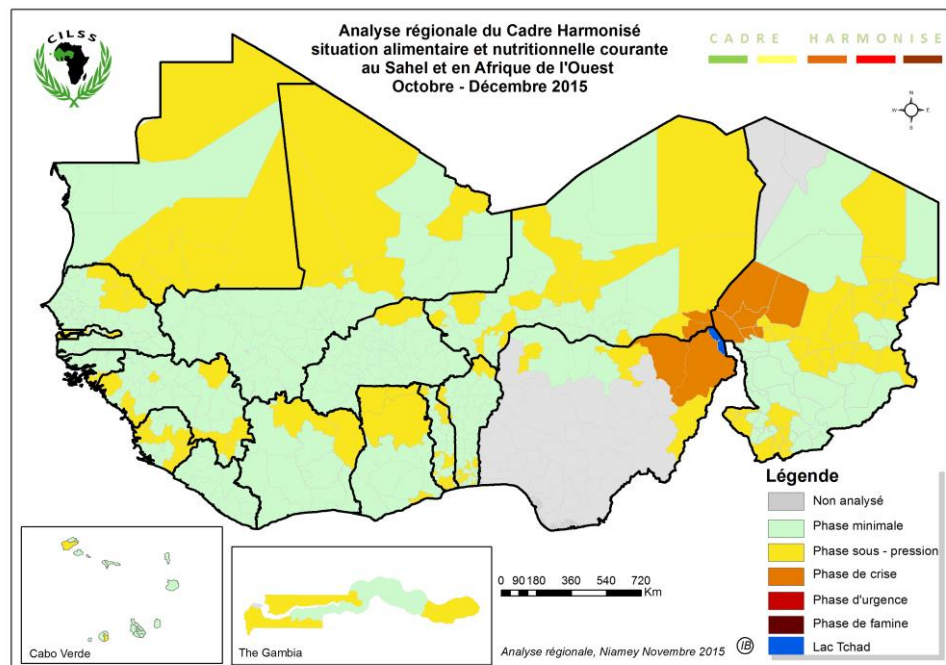 CILSS
Analyse régionale du Cadre Harmonisé
situation alimentaire et nutritionnelle courante
au Sahel et en Afrique de l'Ouest
Octobre - Décembre 2015
CADRE HARMONISE
N
W E
S
Légende
Non analysé
Phase minimale
Phase sous - pression
Phase de crise
Phase d'urgence
Phase de famine
Lac Tchad
0 90 180 360 540 720
Km
Cabo Verde
The Gambia
Analyse régionale, Niamey Novembre 2015
IB